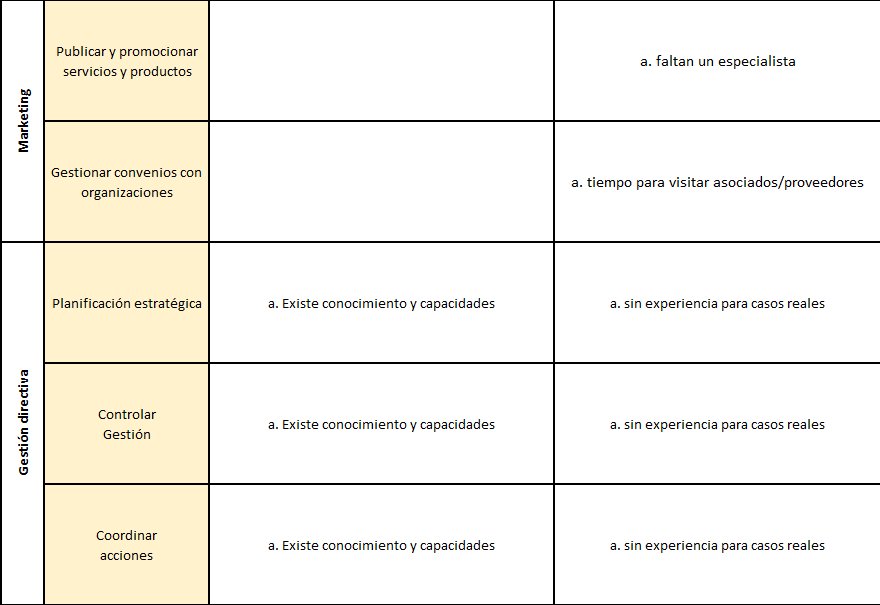 Marketing
Publicar y promocionar
servicios y productos
a. faltan un especialista
Gestionar convenios con
organizaciones
a. tiempo para visitar asociados/proveedores
Gestión directiva
Planificación estratégica
a. Existe conocimiento y capacidades
a. sin experiencia para casos reales
Controlar
Gestión
a. Existe conocimiento y capacidades
a. sin experiencia para casos reales
Coordinar
acciones
a. Existe conocimiento y capacidades
a. sin experiencia para casos reales